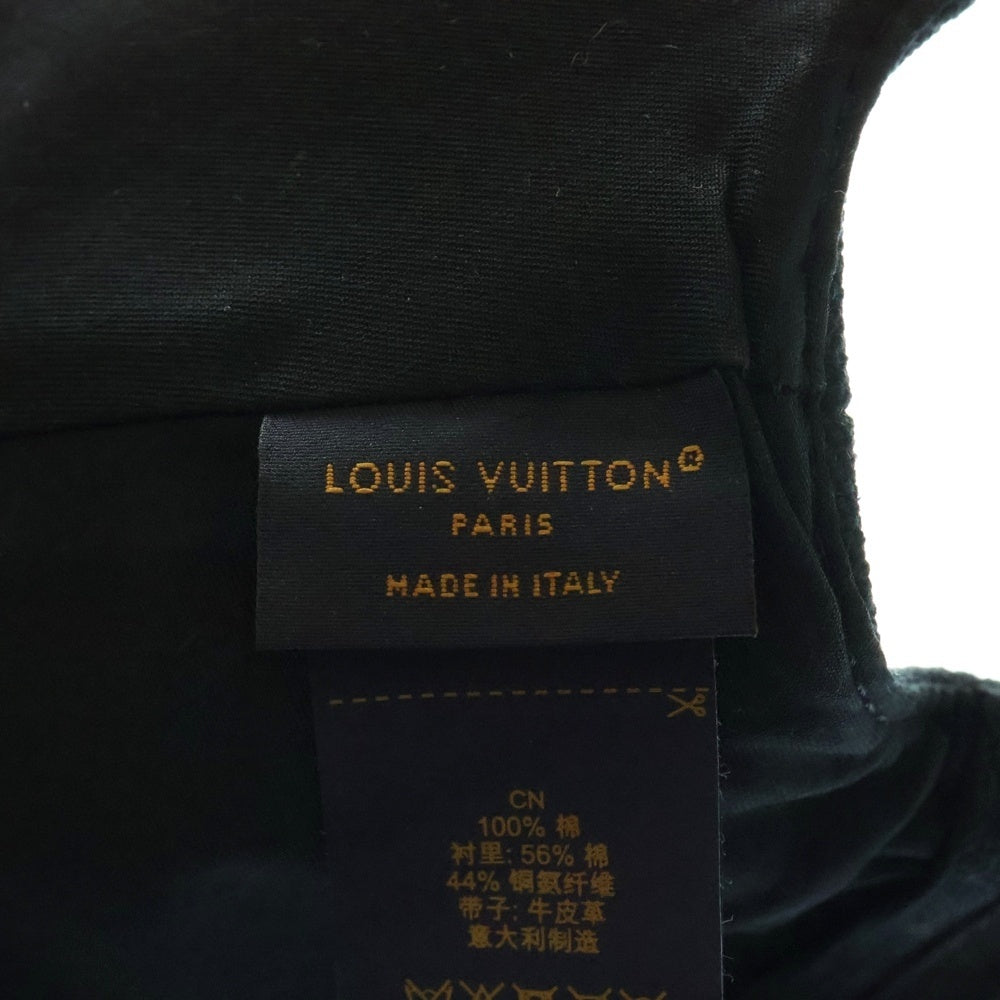 LOUIS VUITTON®
PARIS
MADE IN ITALY
CN
100% 棉
衬里: 56% 棉
44% 铜氨纤维
带子: 牛皮革
意大利制造